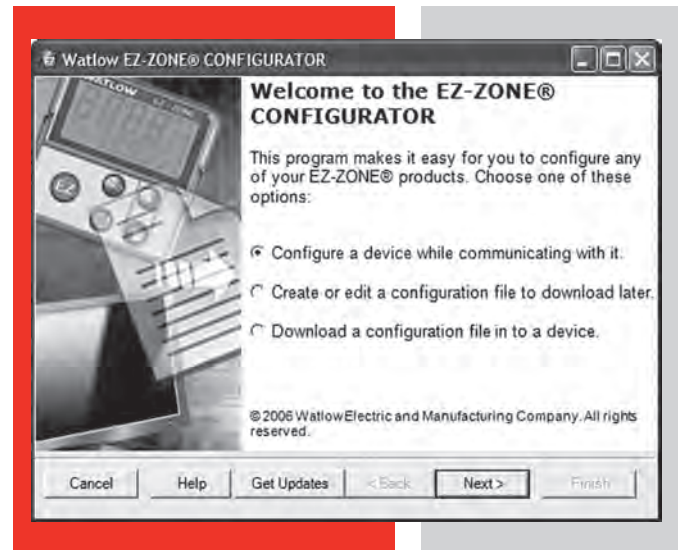 Watlow EZ-ZONE® CONFIGURATOR
WATLOW
Welcome to the EZ-ZONE®
CONFIGURATOR
This program makes it easy for you to configure any
of your EZ-ZONE® products. Choose one of these
options:
Configure a device while communicating with it.
Create or edit a configuration file to download later.
Download a configuration file in to a device.
©2006 Watlow Electric and Manufacturing Company. All rights
reserved.
Cancel
Help
Get Updates
< Back
Next >
Finish